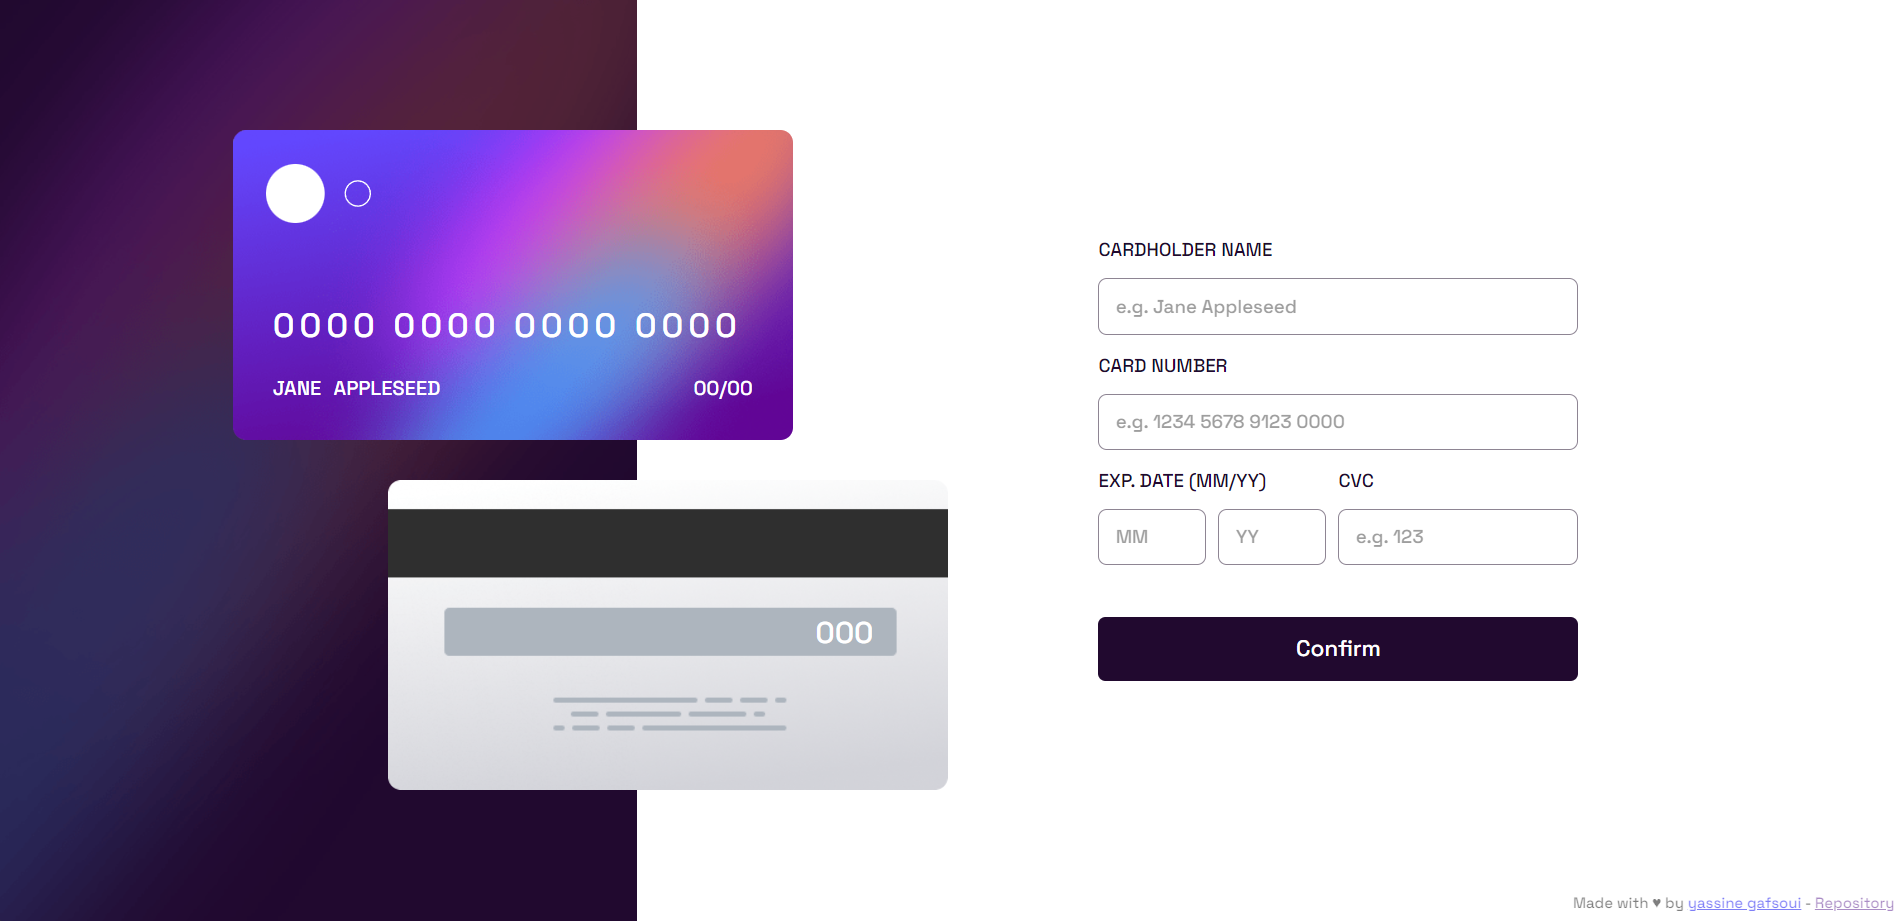 0000 0000 0000 0000
JANE APPLESEED 00/00
000
CARDHOLDER NAME
e.g. Jane Appleseed
CARD NUMBER
e.g. 1234 5678 9123 0000
EXP. DATE (MM/YY) CVC
MM YY e.g. 123
Confirm
Made with ♥ by yassine gafsoui - Repository